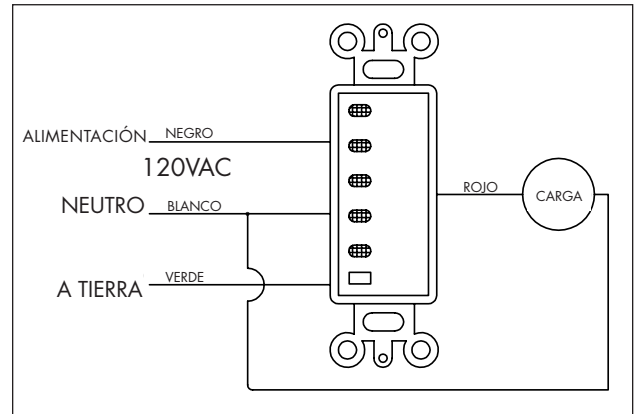 ALIMENTACIÓN NEGRO
120VAC
NEUTRO BLANCO
A TIERRA VERDE
ROJO
CARGA